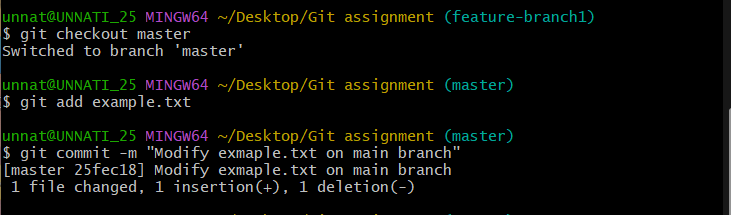 unnat@UNNATI_25 MINGW64 ~/Desktop/Git assignment (feature-branch1)
$ git checkout master
Switched to branch 'master'
unnat@UNNATI_25 MINGW64 ~/Desktop/Git assignment (master)
$ git add example.txt
unnat@UNNATI_25 MINGW64 ~/Desktop/Git assignment (master)
$ git commit -m "Modify exmaple.txt on main branch"
[master 25fec18] Modify exmaple.txt on main branch
1 file changed, 1 insertion(+), 1 deletion(-)